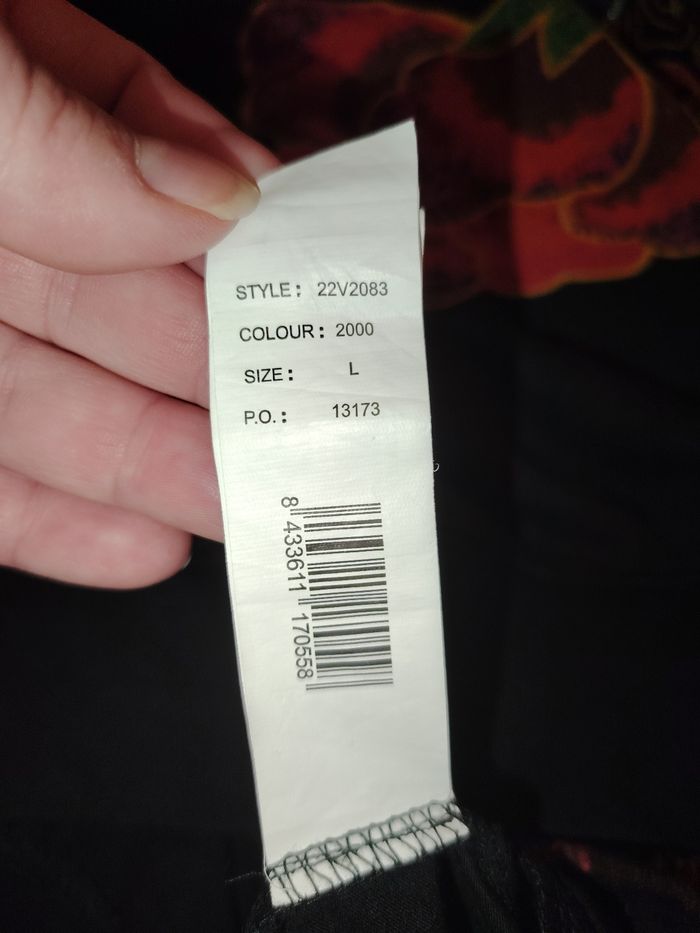 STYLE: 22V2083
COLOUR: 2000
SIZE: L
P.O.: 13173
8 433611 170558